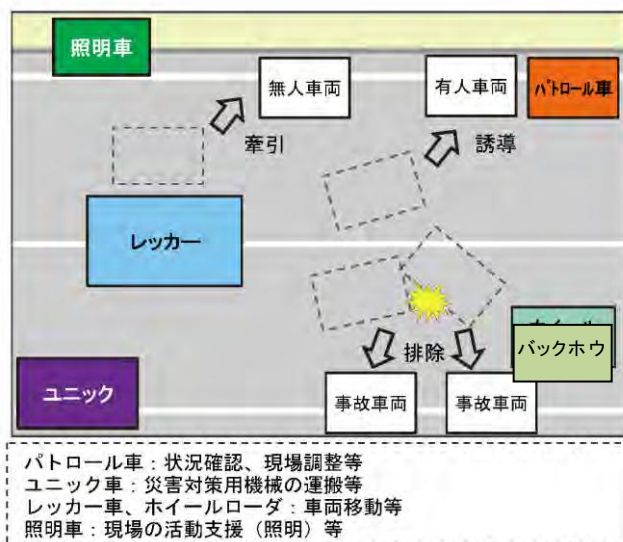 照明車
無人車両
有人車両
パトロール車
牽引
誘導
レッカー
排除
バックホウ
ユニック
事故車両
事故車両
パトロール車：状況確認、現場調整等
ユニック車：災害対策用機械の運搬等
レッカー車、ホイールローダ：車両移動等
照明車：現場の活動支援（照明）等